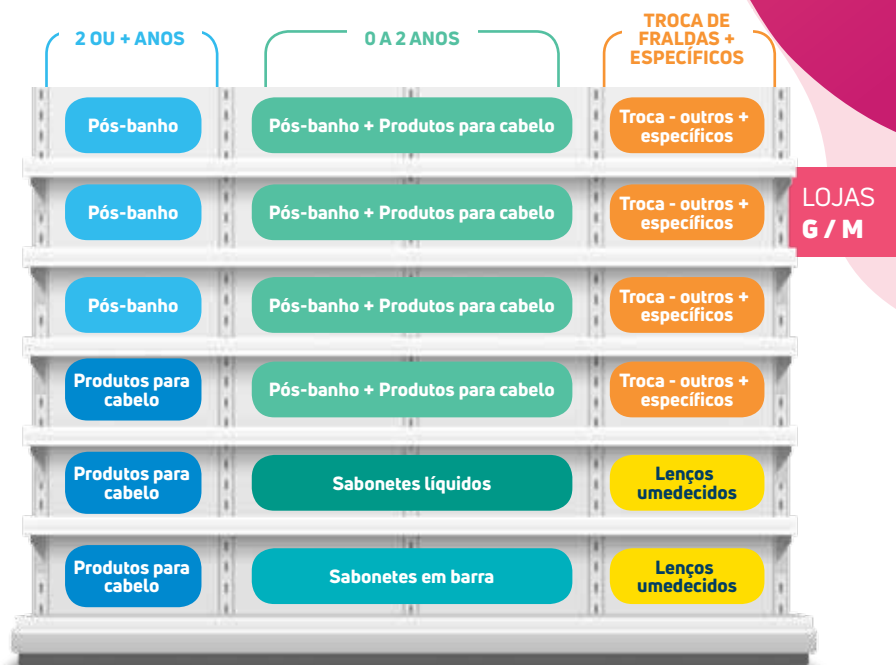 2 OU + ANOS
0 A 2 ANOS
TROCA DE
FRALDAS +
ESPECÍFICOS
Pós-banho
Pós-banho + Produtos para cabelo
Troca - outros +
específicos
LOJAS
G / M
Pós-banho
Pós-banho + Produtos para cabelo
Troca - outros +
específicos
Pós-banho
Pós-banho + Produtos para cabelo
Troca - outros +
específicos
Produtos para
cabelo
Pós-banho + Produtos para cabelo
Troca - outros +
específicos
Produtos para
cabelo
Sabonetes líquidos
Lenços
umedecidos
Produtos para
cabelo
Sabonetes em barra
Lenços
umedecidos